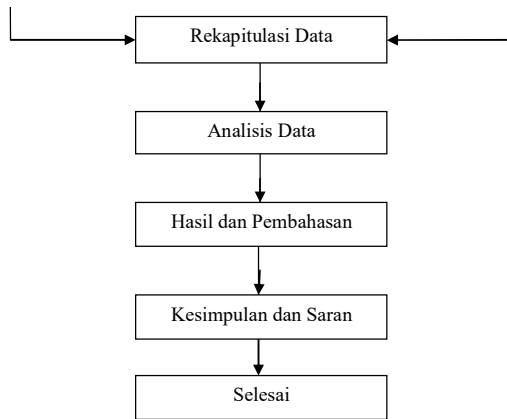 Rekapitulasi Data
Analisis Data
Hasil dan Pembahasan
Kesimpulan dan Saran
Selesai